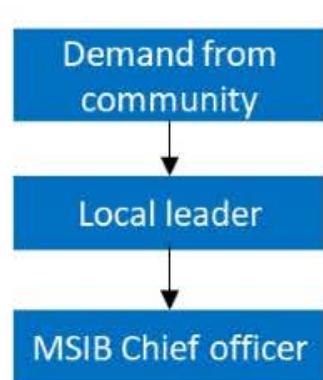 Demand from
community
Local leader
MSIB Chief officer